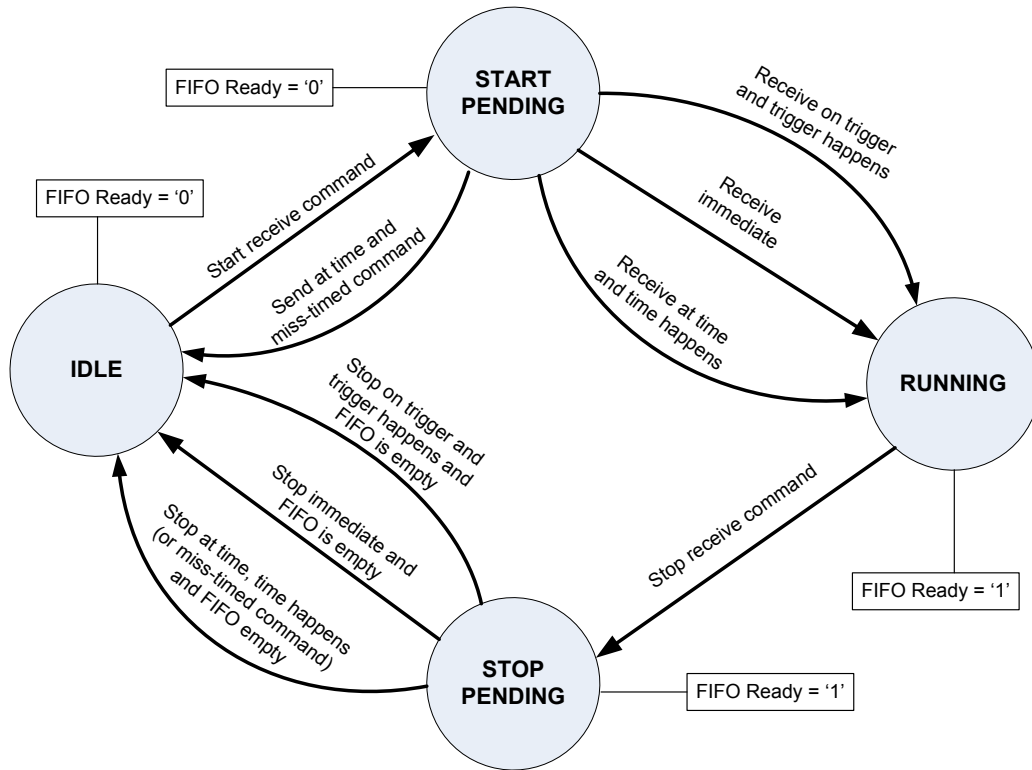 START
PENDING
FIFO Ready = ‘0’
Receive on trigger
and trigger happens
FIFO Ready = ‘0’
Start receive command
Receive
immediate
Send at time and
miss-timed command
Receive at time
and time happens
IDLE
RUNNING
Stop on trigger and
trigger happens and
FIFO is empty
Stop immediate and
FIFO is empty
Stop at time, time happens
(or miss-timed command)
and FIFO empty
Stop receive command
FIFO Ready = ‘1’
STOP
PENDING
FIFO Ready = ‘1’